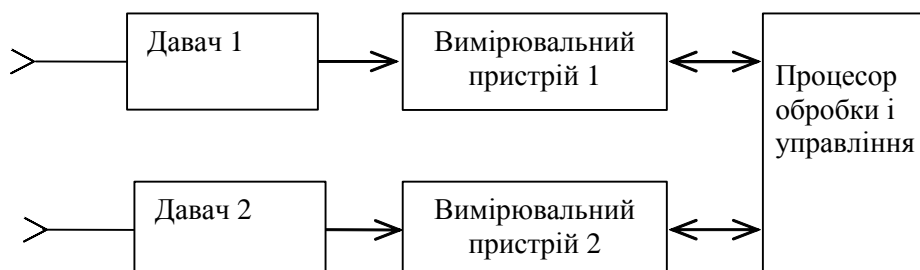 Давач 1
Вимірювальний
пристрій 1
Процесор
обробки і
управління
Давач 2
Вимірювальний
пристрій 2